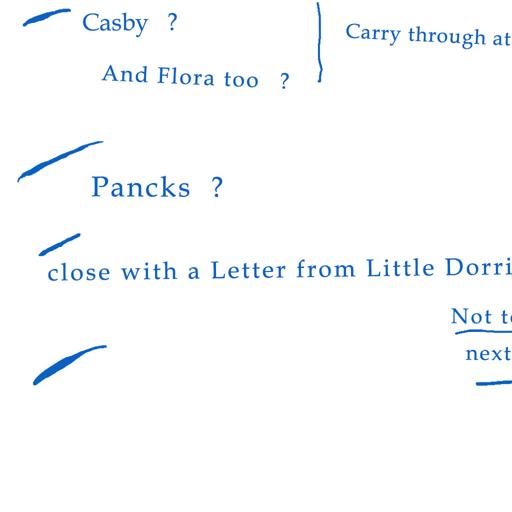 Casby ?
Carry through at
And Flora too ?
Pancks ?
close with a Letter from Little Dorri
Not t
next